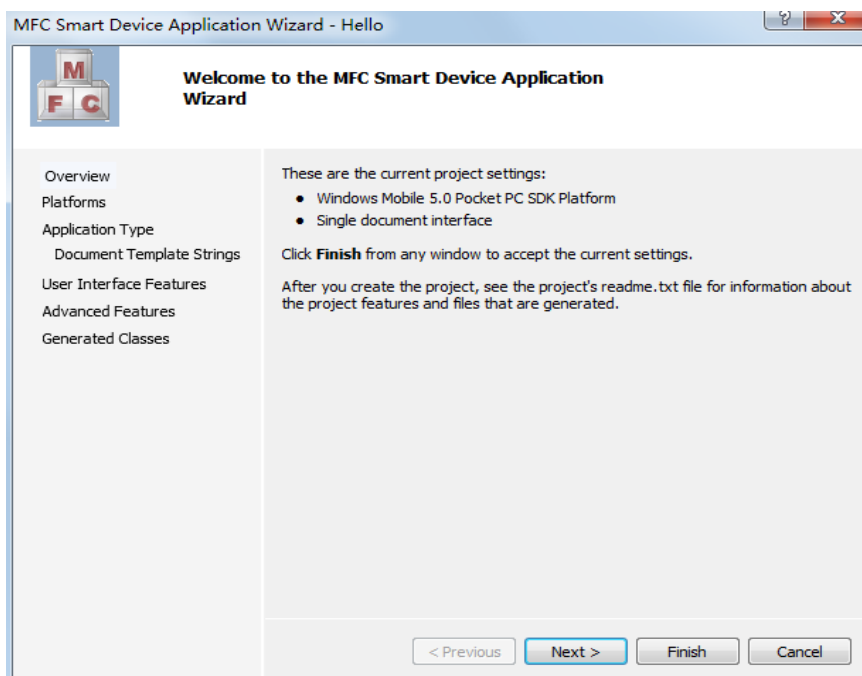 MFC Smart Device Application Wizard - Hello
?
X
M
F C
Welcome to the MFC Smart Device Application
Wizard
Overview
Platforms
Application Type
Document Template Strings
User Interface Features
Advanced Features
Generated Classes
These are the current project settings:
• Windows Mobile 5.0 Pocket PC SDK Platform
• Single document interface
Click Finish from any window to accept the current settings.
After you create the project, see the project's readme.txt file for information about
the project features and files that are generated.
< Previous
Next >
Finish
Cancel